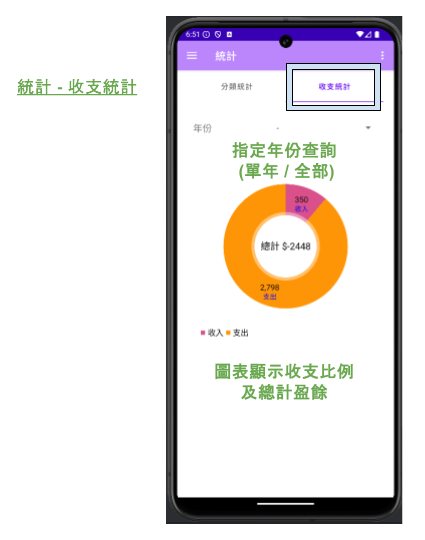 6:51
統計
統計 - 收支統計
分類統計
收支統計
年份
-
指定年份查詢
(單年 / 全部)
350
收入
總計 $-2448
2,798
支出
收入 支出
圖表顯示收支比例
及總計盈餘